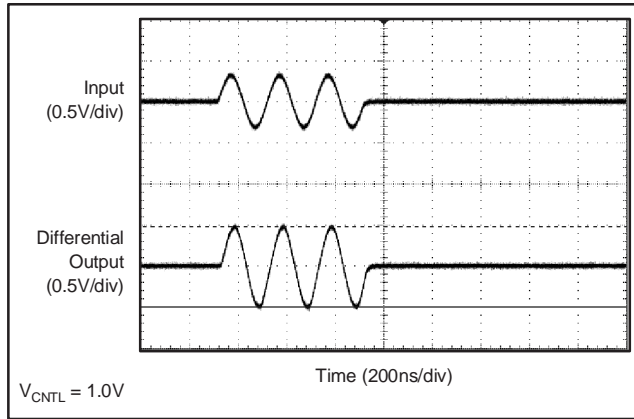 Input
(0.5V/div)
Differential
Output
(0.5V/div)
Time (200ns/div)
V_CNTL = 1.0V